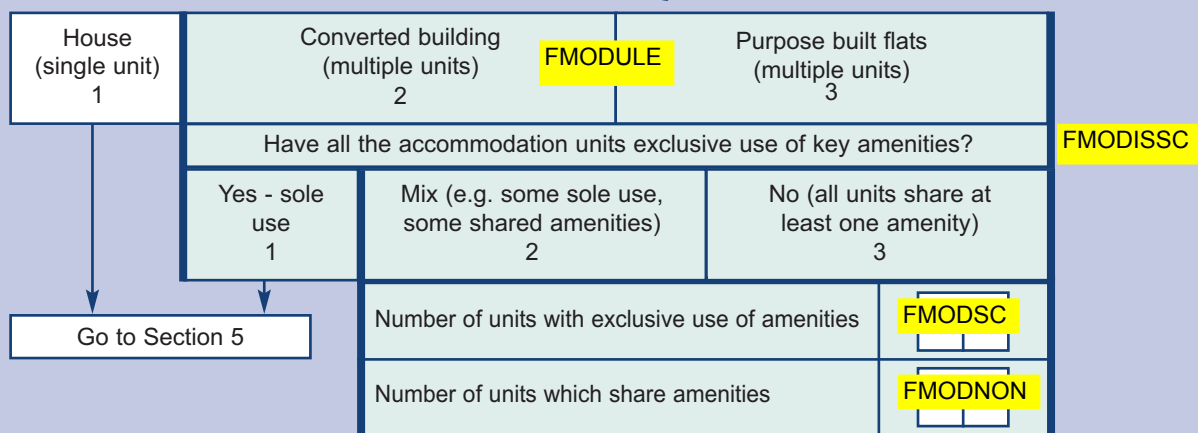 House
(single unit)
1
Converted building
(multiple units)
2
FMODULE
Purpose built flats
(multiple units)
3
Have all the accommodation units exclusive use of key amenities?
FMODISSC
Yes - sole
use
1
Mix (e.g. some sole use,
some shared amenities)
2
No (all units share at
least one amenity)
3
Go to Section 5
Number of units with exclusive use of amenities
FMODSC
Number of units which share amenities
FMODNON